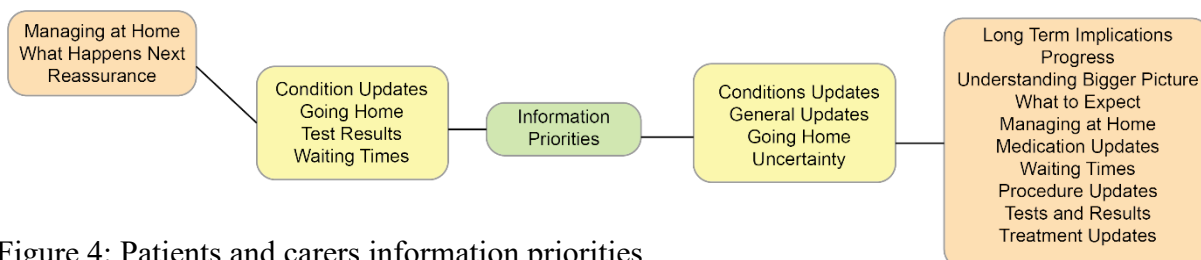 Managing at Home
What Happens Next
Reassurance
Condition Updates
Going Home
Test Results
Waiting Times
Information
Priorities
Conditions Updates
General Updates
Going Home
Uncertainty
Long Term Implications
Progress
Understanding Bigger Picture
What to Expect
Managing at Home
Medication Updates
Waiting Times
Procedure Updates
Tests and Results
Treatment Updates
Figure 4: Patients and carers information priorities